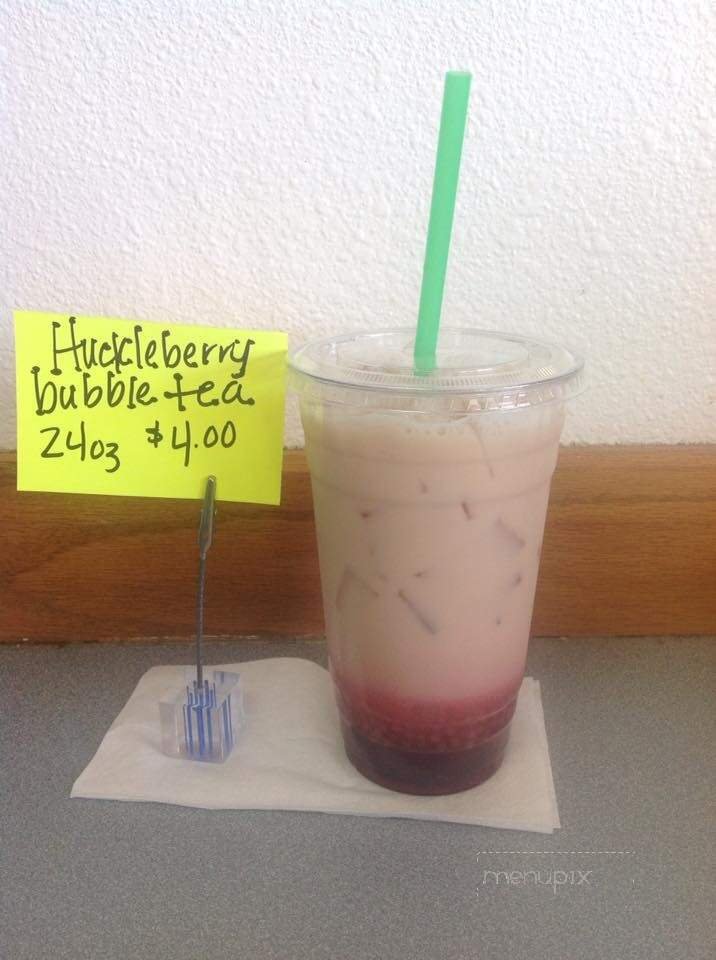 Huckleberry
bubble tea
24oz $4.00
menupix